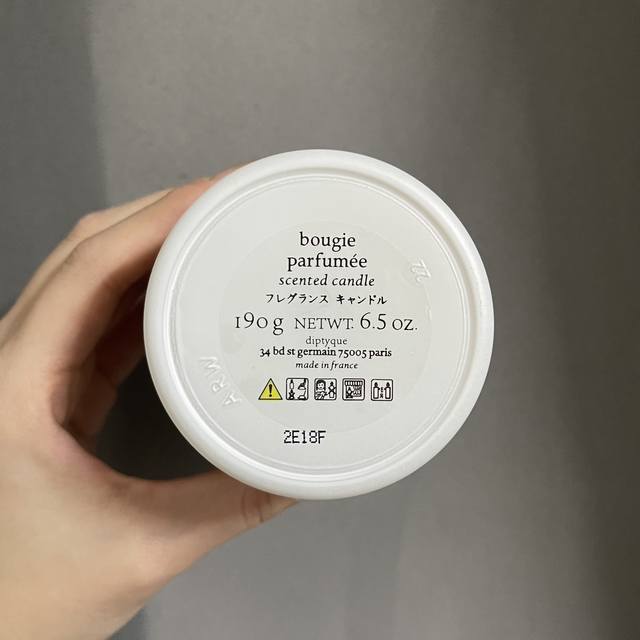 bougie
parfumée
scented candle
フレグランス キャンドル
190 g NETWT. 6.5 oz.
diptyque
34 bd st germain 75005 paris
made in france
2E18F
ARW